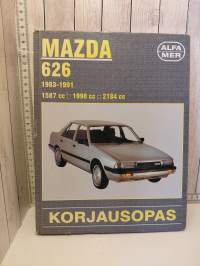 MAZDA
626
1983-1991
1587 cc :: 1998 cc :: 2184 cc
ALFA
MER
KORJAUSOPAS